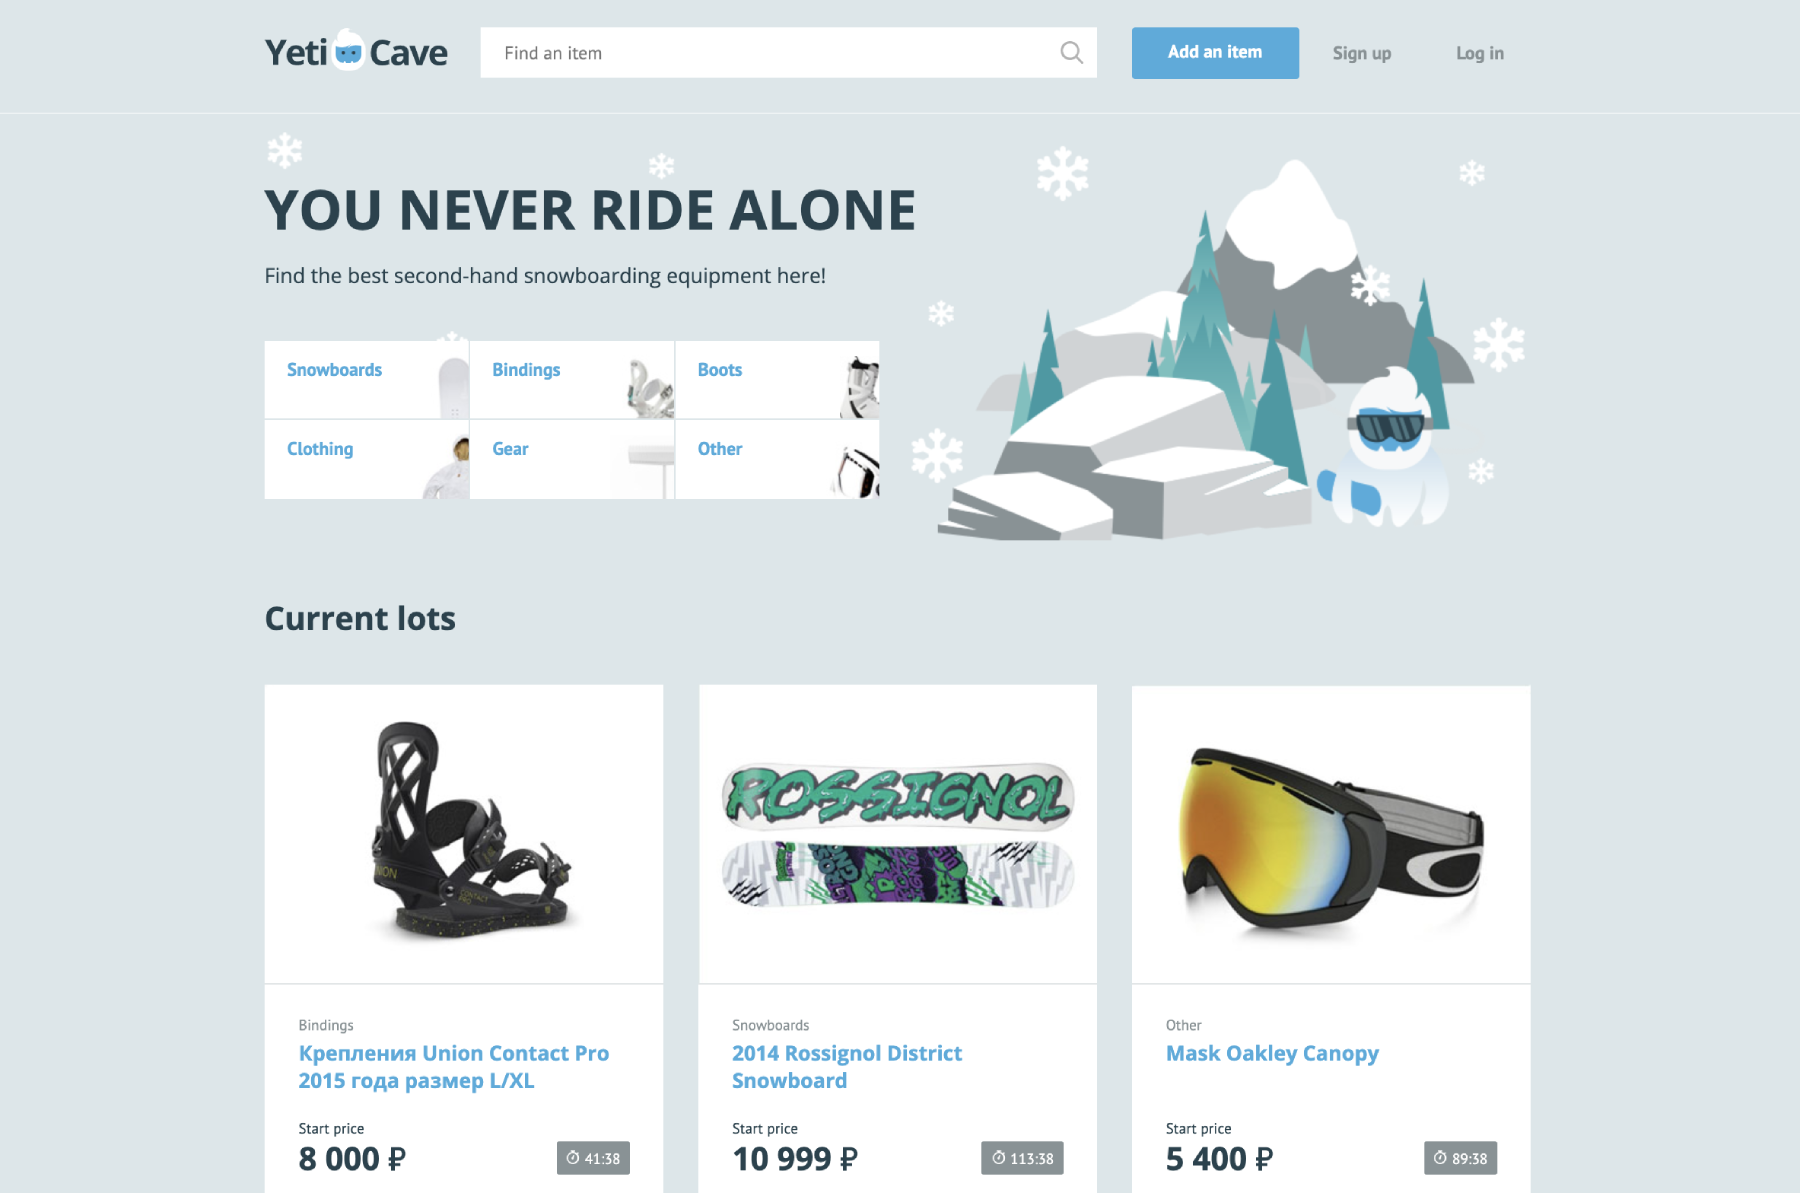 Yeti Cave
Find an item
Add an item
Sign up
Log in
YOU NEVER RIDE ALONE
Find the best second-hand snowboarding equipment here!
Snowboards
Bindings
Boots
Clothing
Gear
Other
Current lots
UNION
CONTACT
PRO
ROSSIGNOL
Bindings
Крепления Union Contact Pro
2015 года размер L/XL
Start price
8 000 ₽
41:38
Snowboards
2014 Rossignol District
Snowboard
Start price
10 999 ₽
113:38
Other
Mask Oakley Canopy
Start price
5 400 ₽
89:38